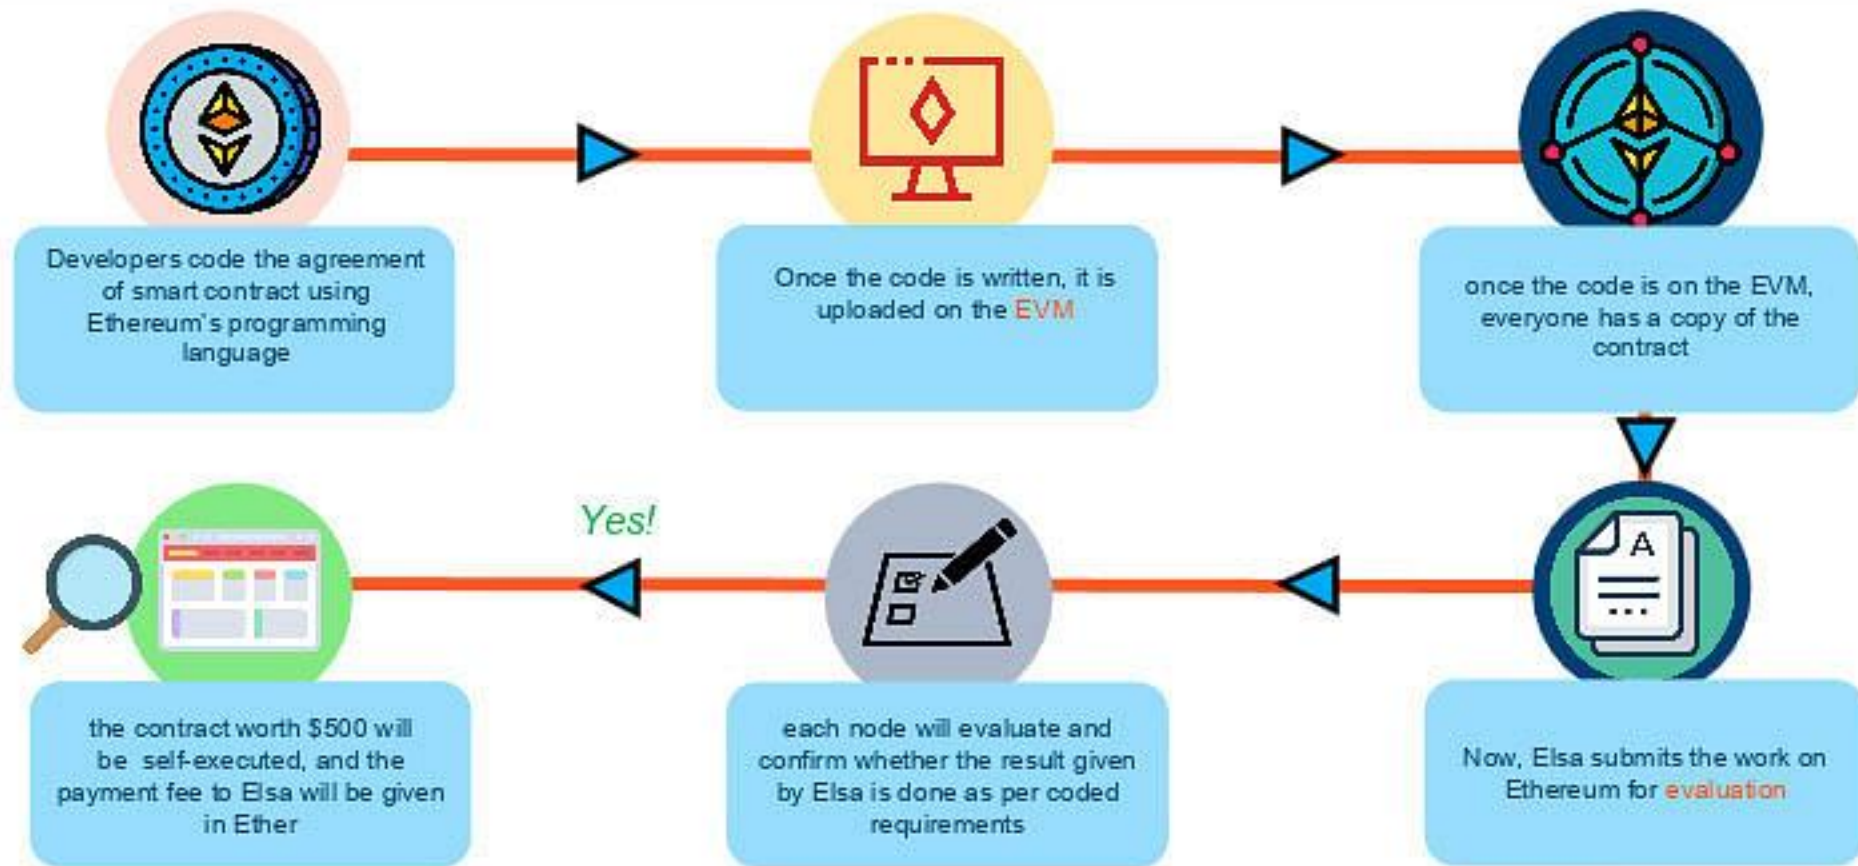 Developers code the agreement
of smart contract using
Ethereum's programming
language
Once the code is written, it is
uploaded on the EVM
once the code is on the EVM,
everyone has a copy of the
contract
A
Now, Elsa submits the work on
Ethereum for evaluation
each node will evaluate and
confirm whether the result given
by Elsa is done as per coded
requirements
Yes!
the contract worth $500 will
be self-executed, and the
payment fee to Elsa will be given
in Ether